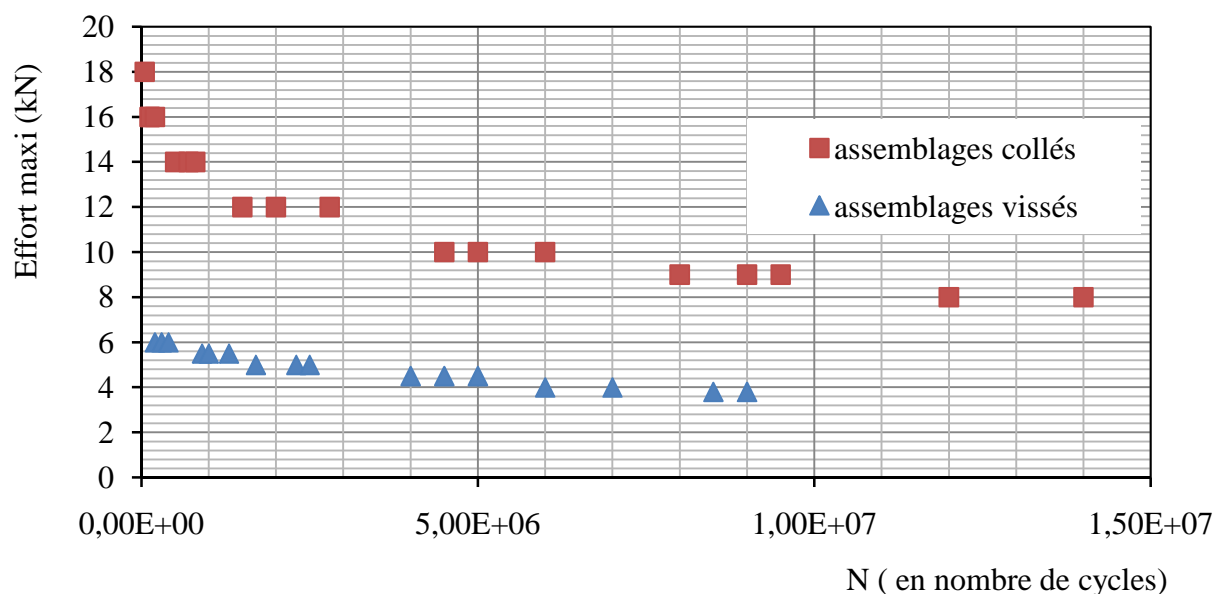 Effort maxi (kN)
20
18
16
14
12
10
8
6
4
2
0
assemblages collés
assemblages vissés
0,00E+00
5,00E+06
1,00E+07
1,50E+07
N ( en nombre de cycles)